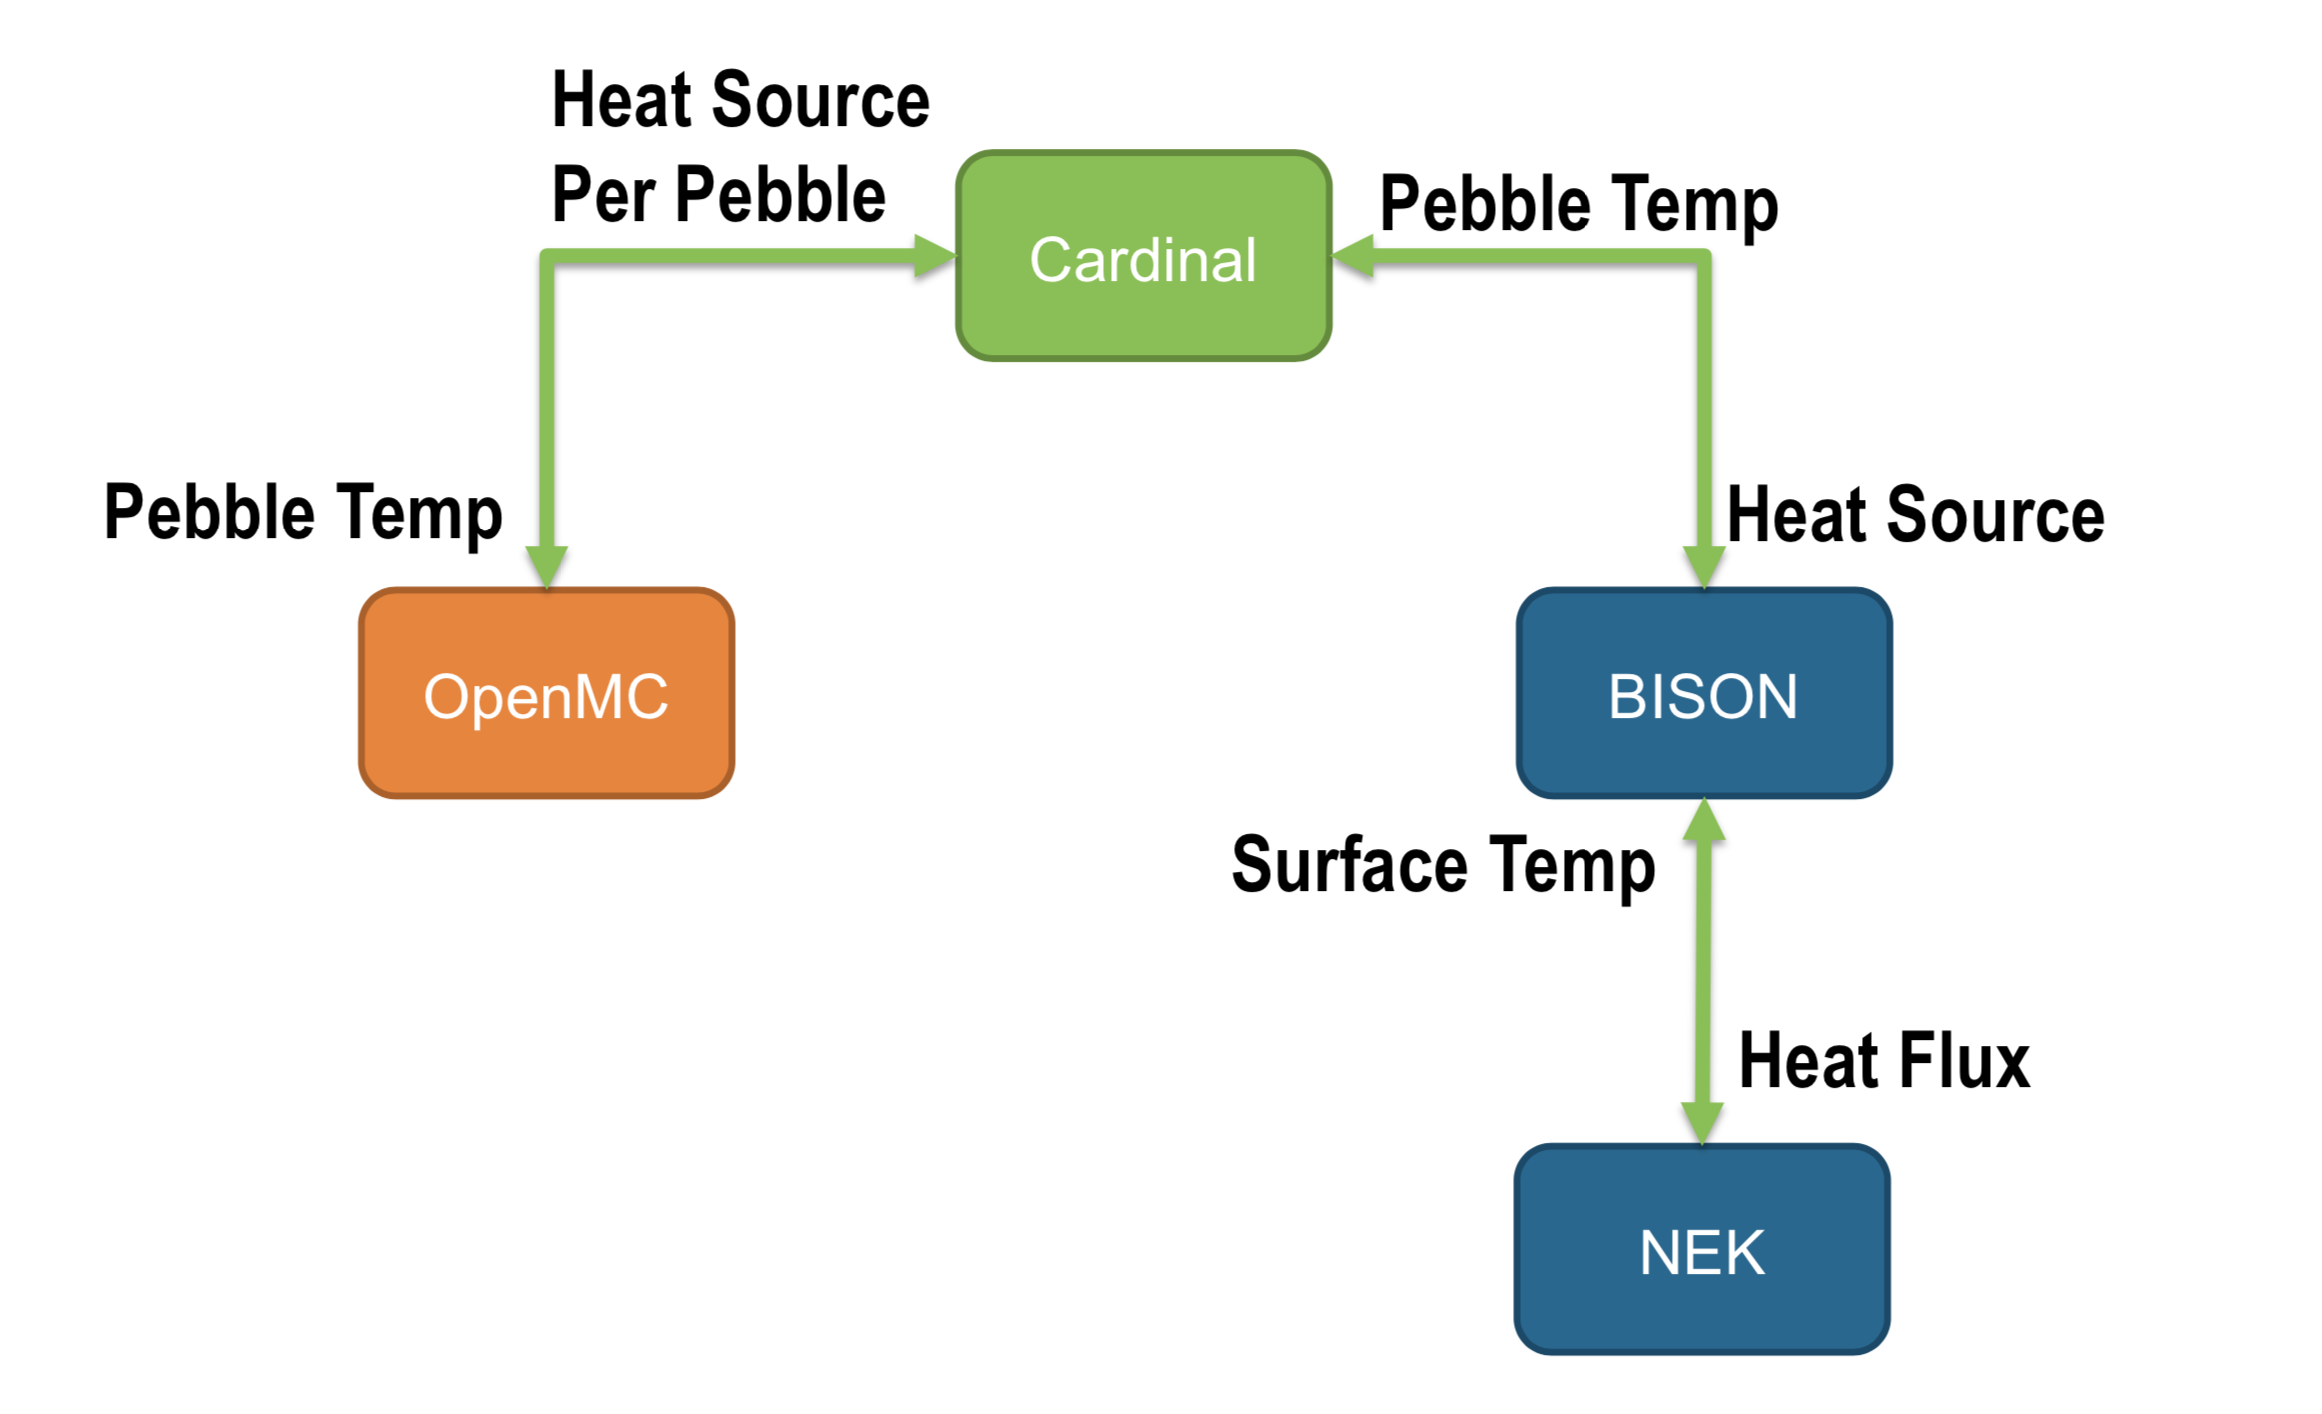 Heat Source
Per Pebble
Cardinal
Pebble Temp
Pebble Temp
Heat Source
OpenMC
BISON
Surface Temp
Heat Flux
NEK